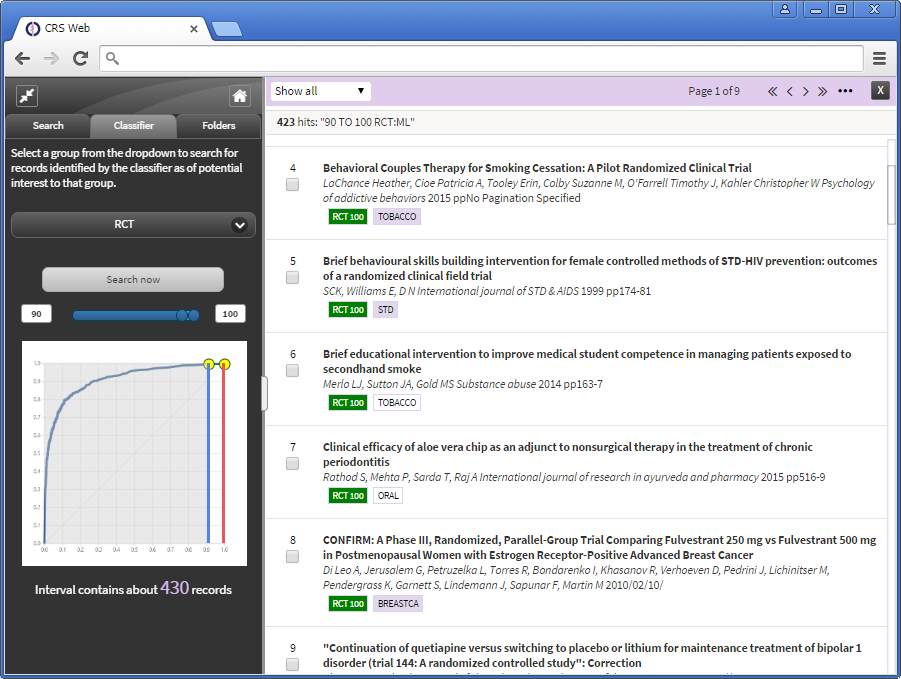 CRS Web
Show all
Page 1 of 9
X
Search
Classifier
Folders
423 hits: "90 TO 100 RCT:ML"
Select a group from the dropdown to search for
records identified by the classifier as of potential
interest to that group.
RCT
Search now
90
100
1.0
0.9
0.8
0.7
0.6
0.5
0.4
0.3
0.2
0.1
0.0
0.0 0.1 0.2 0.3 0.4 0.5 0.6 0.7 0.8 0.9 1.0
Interval contains about 430 records
4
Behavioral Couples Therapy for Smoking Cessation: A Pilot Randomized Clinical Trial
LaChance Heather, Cioe Patricia A, Tooley Erin, Colby Suzanne M, O'Farrell Timothy J, Kahler Christopher W Psychology
of addictive behaviors 2015 ppNo Pagination Specified
RCT 100 TOBACCO
5
Brief behavioural skills building intervention for female controlled methods of STD-HIV prevention: outcomes
of a randomized clinical field trial
SCK, Williams E, D N International journal of STD & AIDS 1999 pp174-81
RCT 100 STD
6
Brief educational intervention to improve medical student competence in managing patients exposed to
secondhand smoke
Merlo LJ, Sutton JA, Gold MS Substance abuse 2014 pp163-7
RCT 100 TOBACCO
7
Clinical efficacy of aloe vera chip as an adjunct to nonsurgical therapy in the treatment of chronic
periodontitis
Rathod S, Mehta P, Sarda T, Raj A International journal of research in ayurveda and pharmacy 2015 pp516-9
RCT 100 ORAL
8
CONFIRM: A Phase III, Randomized, Parallel-Group Trial Comparing Fulvestrant 250 mg vs Fulvestrant 500 mg
in Postmenopausal Women with Estrogen Receptor-Positive Advanced Breast Cancer
Di Leo A, Jerusalem G, Petruzelka L, Torres R, Bondarenko I, Khasanov R, Verhoeven D, Pedrini J, Lichinitser M,
Pendergrass K, Garnett S, Lindemann J, Sapunar F, Martin M 2010/02/10/
RCT 100 BREASTCA
9
"Continuation of quetiapine versus switching to placebo or lithium for maintenance treatment of bipolar 1
disorder (trial 144: A randomized controlled study": Correction